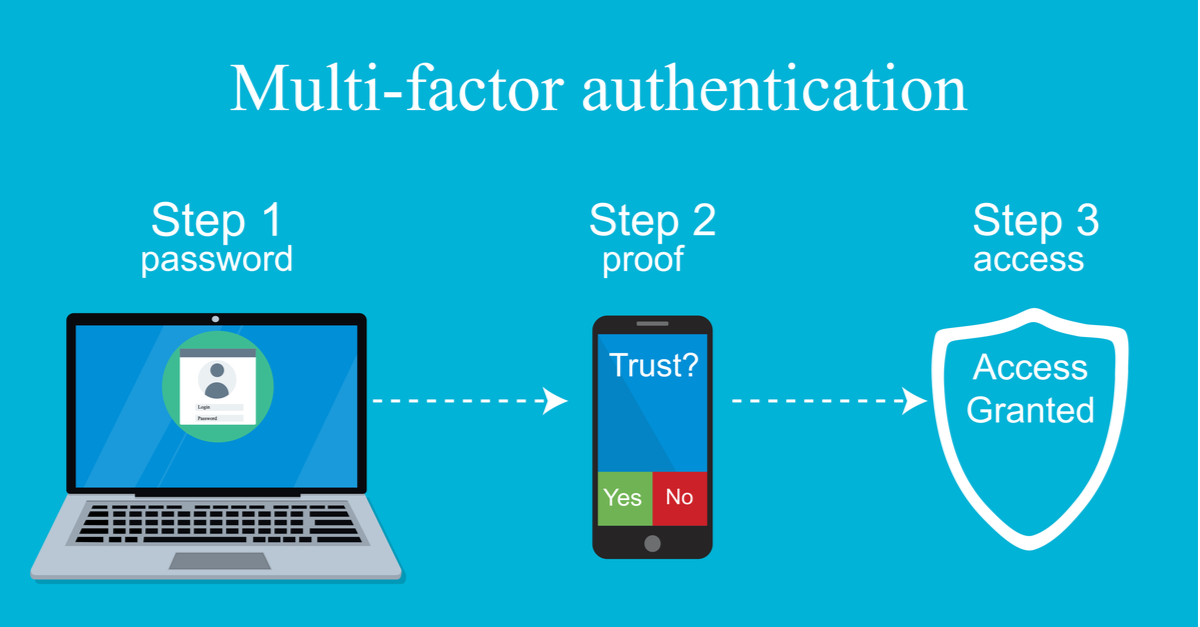 Multi-factor authentication
Step 1
password
Step 2
proof
Step 3
access
Login
Password
Trust?
Yes
No
Access
Granted